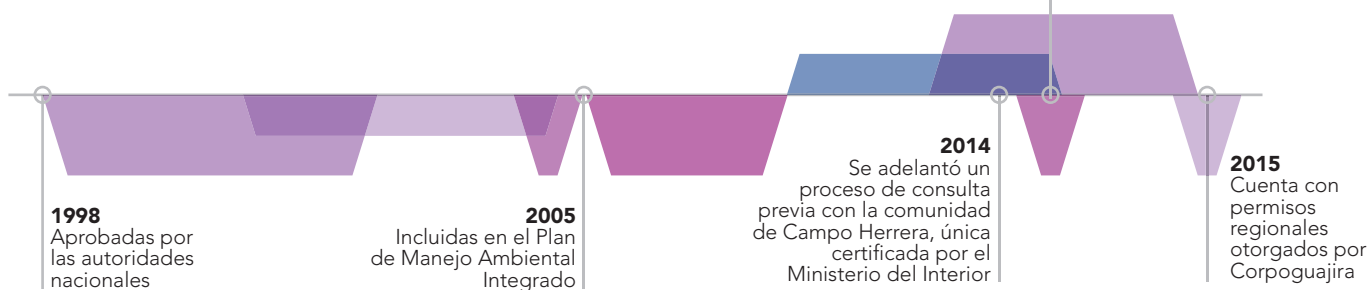 1998
Aprobadas por
las autoridades
nacionales
2005
Incluidas en el Plan
de Manejo Ambiental
Integrado
2014
Se adelantó un
proceso de consulta
previa con la comunidad
de Campo Herrera, única
certificada por el
Ministerio del Interior
2015
Cuenta con
permisos
regionales
otorgados por
Corpoguajira